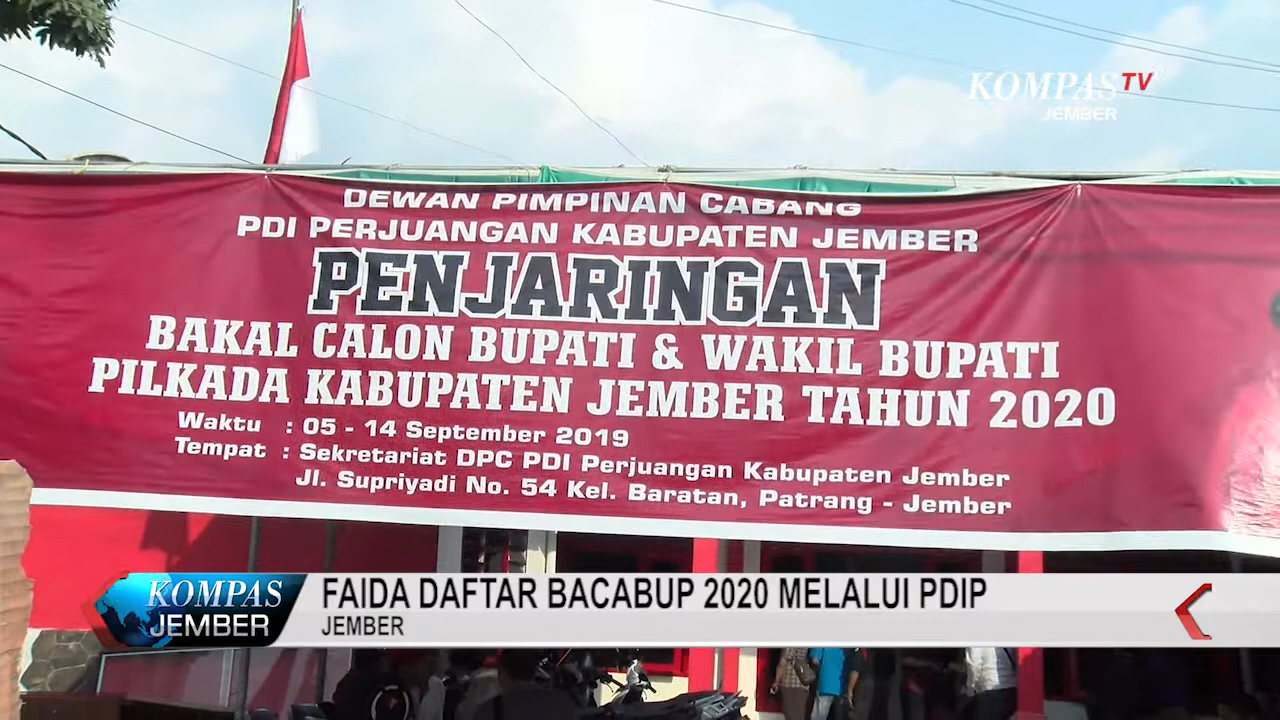 KOMPAS TV
JEMBER
DEWAN PIMPINAN CABANG
PDI PERJUANGAN KABUPATEN JEMBER
PENJARINGAN
BAKAL CALON BUPATI & WAKIL BUPATI
PILKADA KABUPATEN JEMBER TAHUN 2020
Waktu : 05 - 14 September 2019
Tempat : Sekretariat DPC PDI Perjuangan Kabupaten Jember
Jl. Supriyadi No. 54 Kel. Baratan, Patrang - Jember
KOMPAS
JEMBER
FAIDA DAFTAR BACABUP 2020 MELALUI PDIP
JEMBER